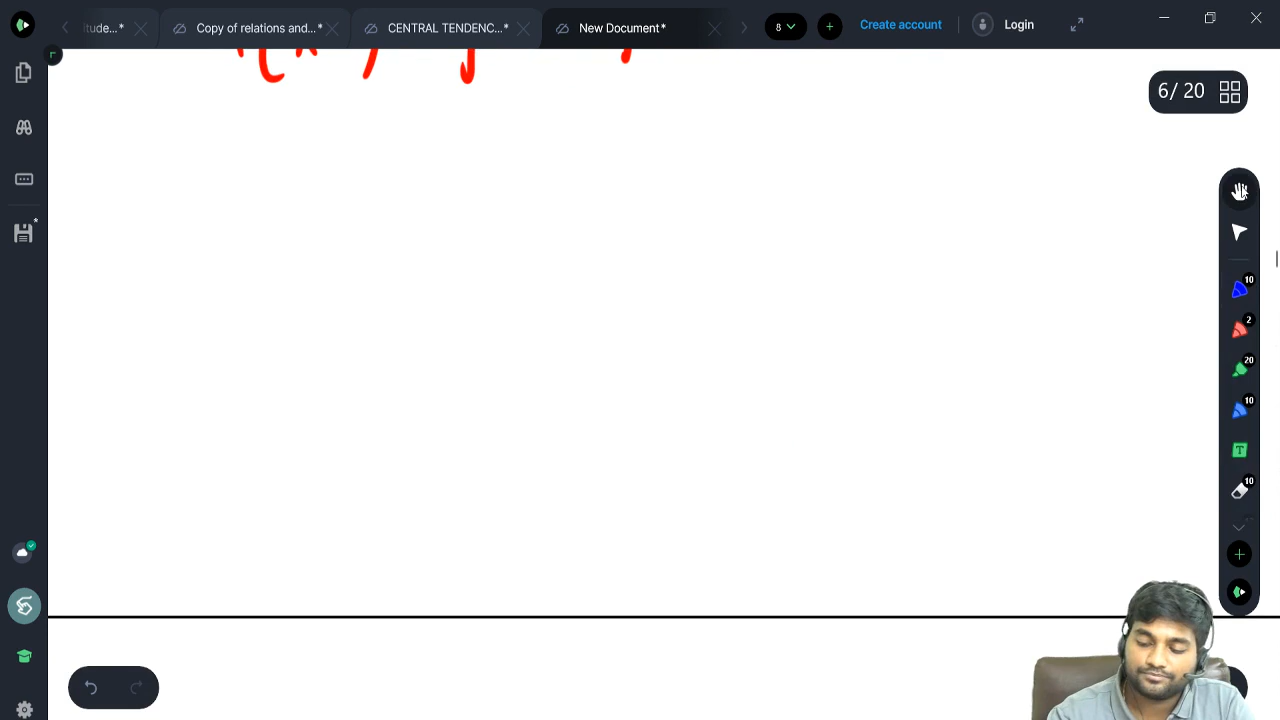 ltude...*
Copy of relations and...*
CENTRAL TENDENC...*
New Document*
8
Create account
Login
6/ 20
10
2
20
10
T
10